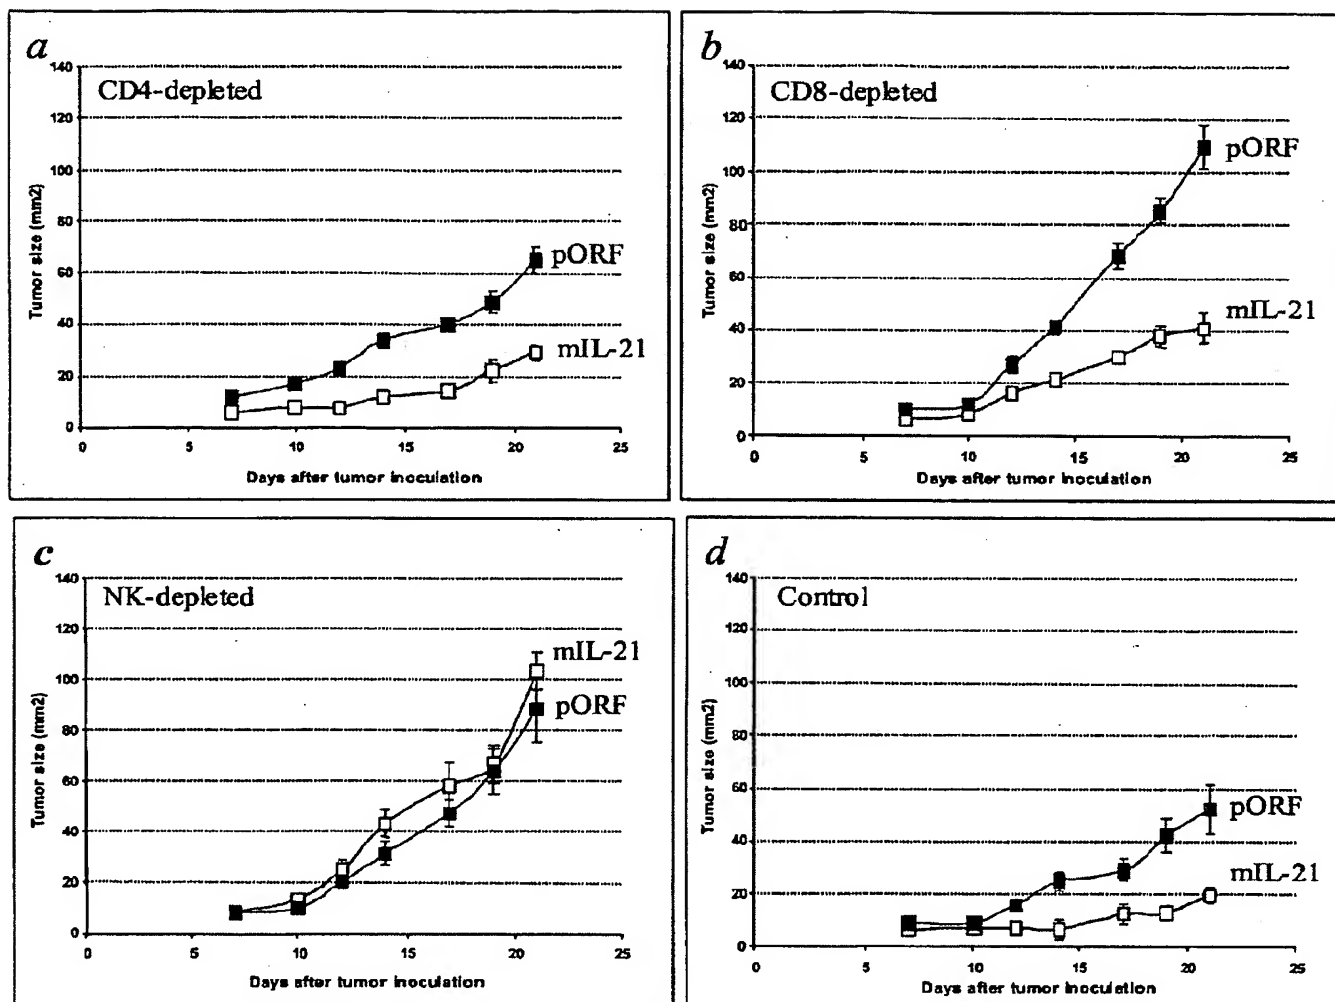 a
CD4-depleted
140
120
100
80
60
40
20
0
Tumor size (mm2)
pORF
mIL-21
0 5 10 15 20 25
Days after tumor inoculation
b
CD8-depleted
140
120
100
80
60
40
20
0
Tumor size (mm2)
pORF
mIL-21
0 5 10 15 20 25
Days after tumor inoculation
c
NK-depleted
140
120
100
80
60
40
20
0
Tumor size (mm2)
mIL-21
pORF
0 5 10 15 20 25
Days after tumor inoculation
d
Control
140
120
100
80
60
40
20
0
Tumor size (mm2)
pORF
mIL-21
0 5 10 15 20 25
Days after tumor inoculation